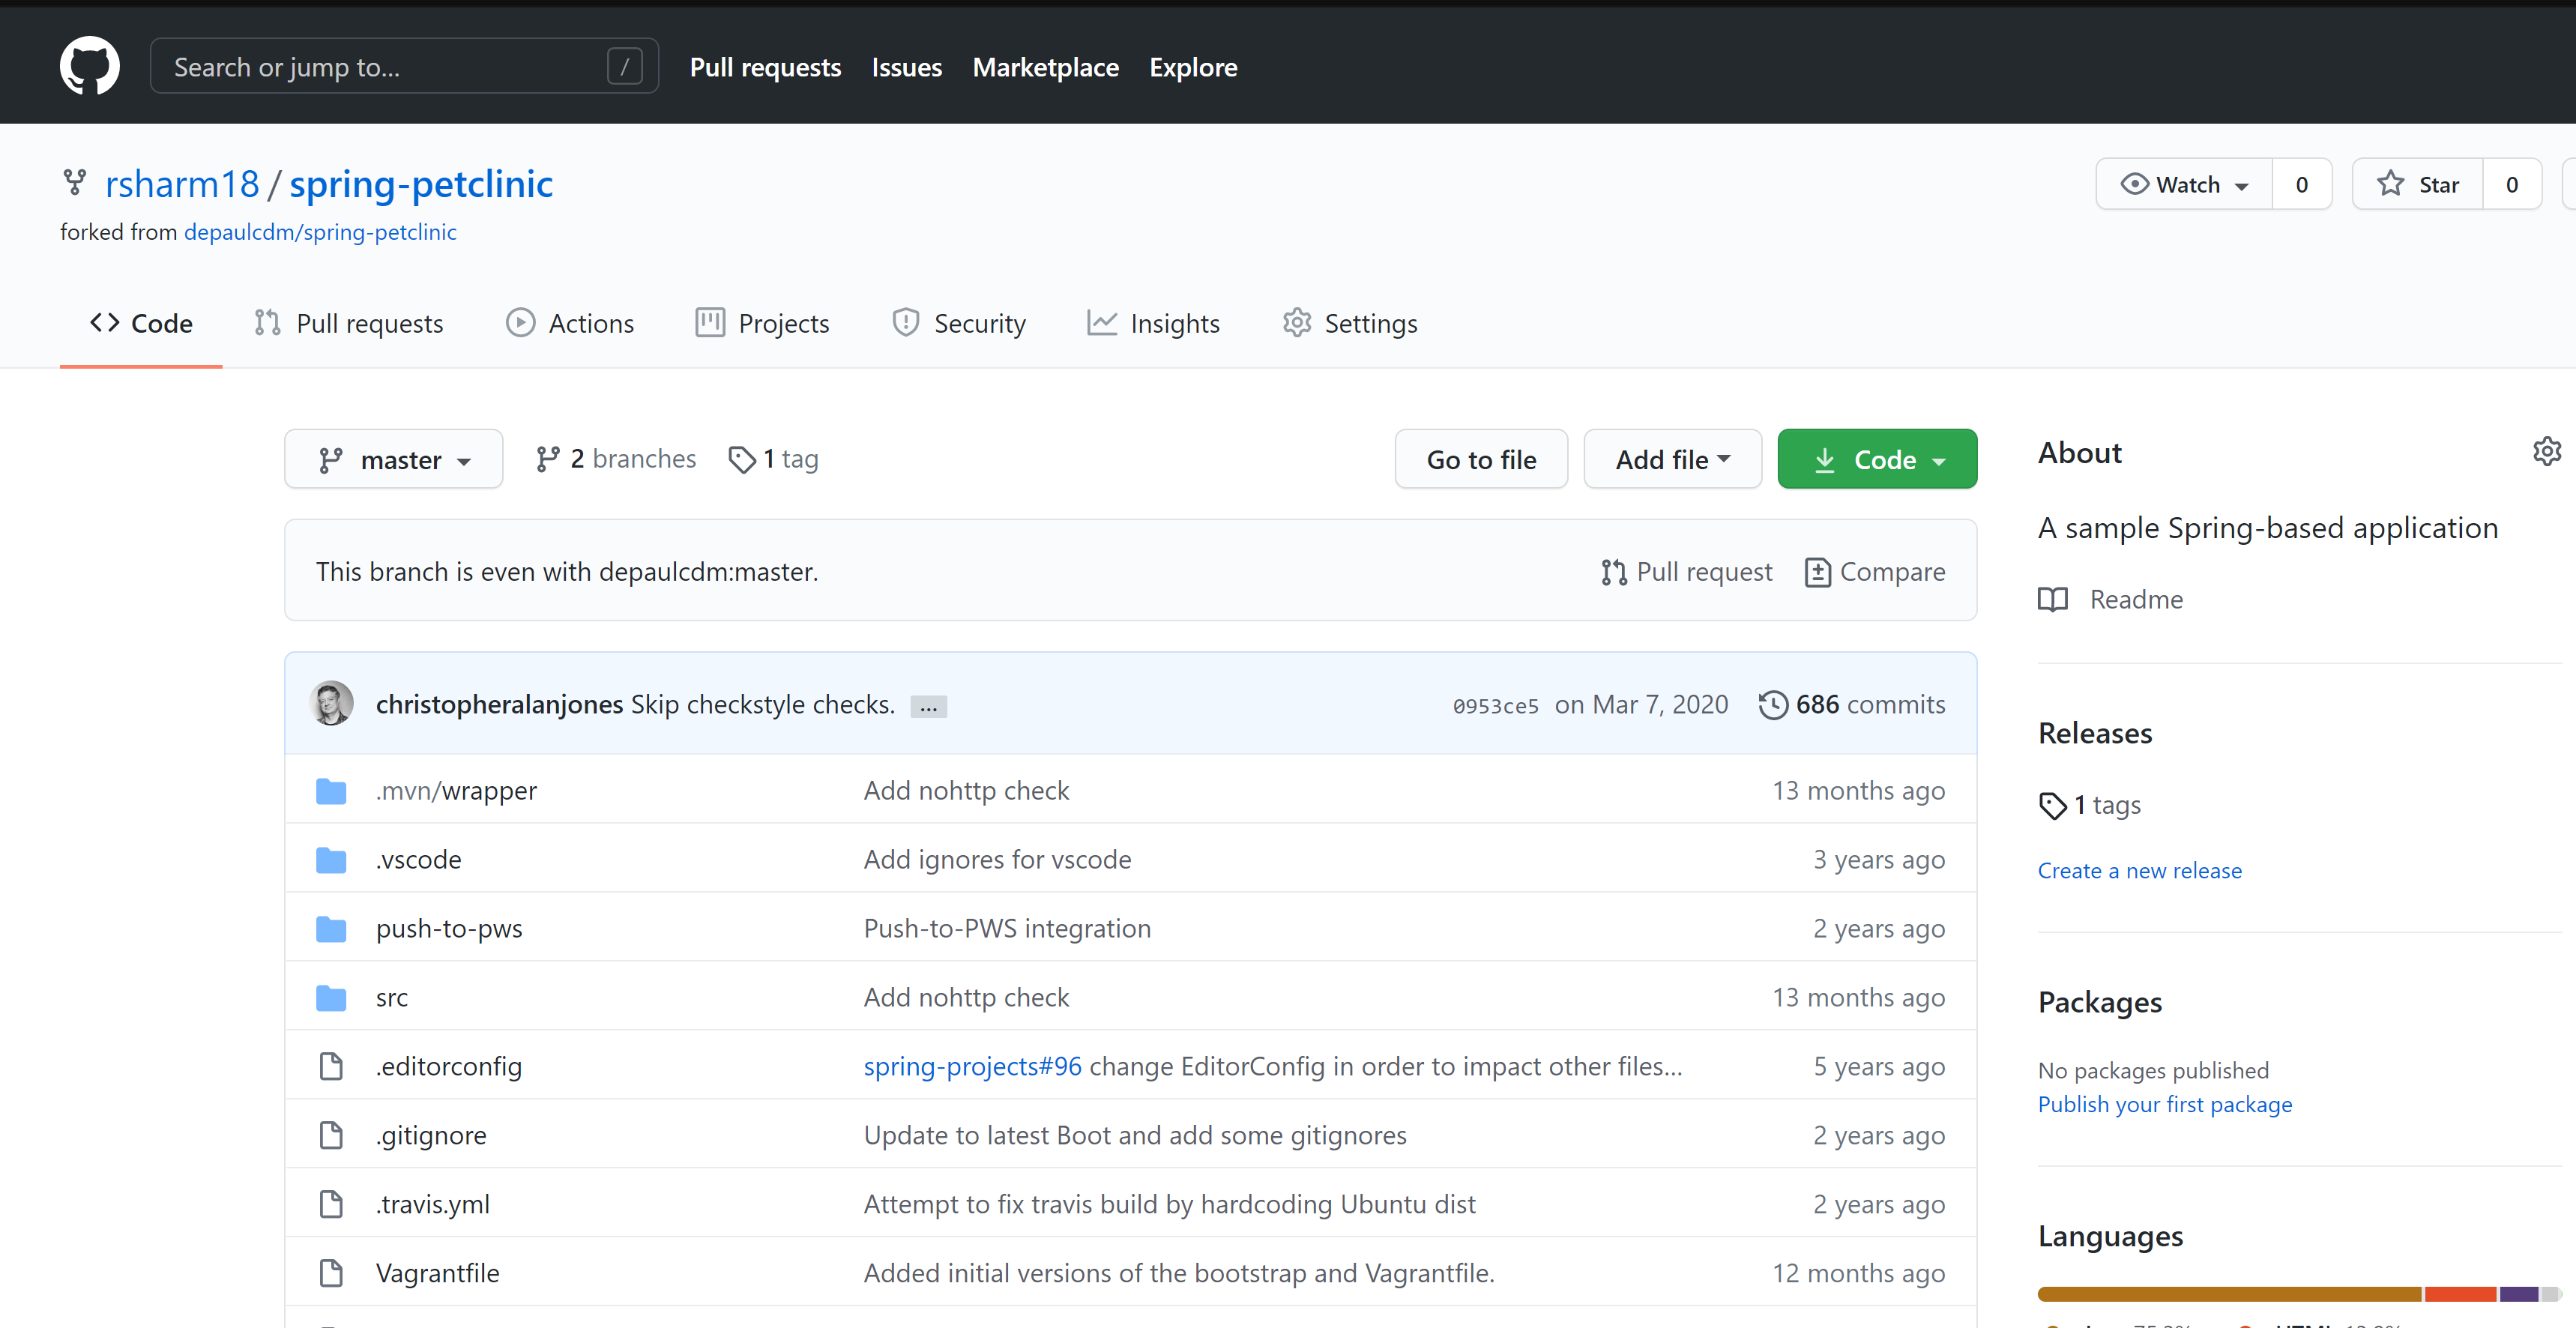 Search or jump to... /
Pull requests Issues Marketplace Explore
rsharm18 / spring-petclinic
Watch 0 Star 0
forked from depaulcdm/spring-petclinic
Code Pull requests Actions Projects Security Insights Settings
master 2 branches 1 tag Go to file Add file Code
This branch is even with depaulcdm:master. Pull request Compare
christopheralanjones Skip checkstyle checks. ... 0953ce5 on Mar 7, 2020 686 commits
.mvn/wrapper Add nohttp check 13 months ago
.vscode Add ignores for vscode 3 years ago
push-to-pws Push-to-PWS integration 2 years ago
src Add nohttp check 13 months ago
.editorconfig spring-projects#96 change EditorConfig in order to impact other files... 5 years ago
.gitignore Update to latest Boot and add some gitignores 2 years ago
.travis.yml Attempt to fix travis build by hardcoding Ubuntu dist 2 years ago
Vagrantfile Added initial versions of the bootstrap and Vagrantfile. 12 months ago
About
A sample Spring-based application
Readme
Releases
1 tags
Create a new release
Packages
No packages published
Publish your first package
Languages